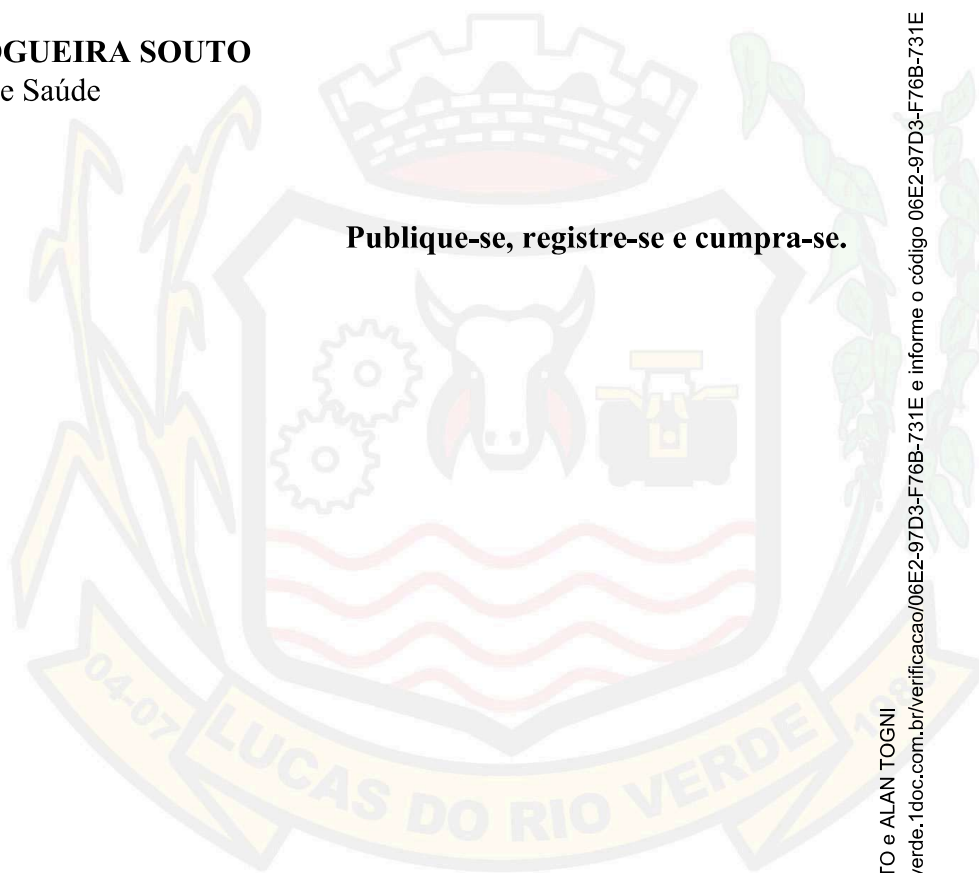 OGUEIRA SOUTO
e Saúde
Publique-se, registre-se e cumpra-se.
04-07
LUCAS DO RIO VERDE
TO e ALAN TOGNI
verde.1doc.com.br/verificacao/06E2-97D3-F76B-731E e informe o código 06E2-97D3-F76B-731E